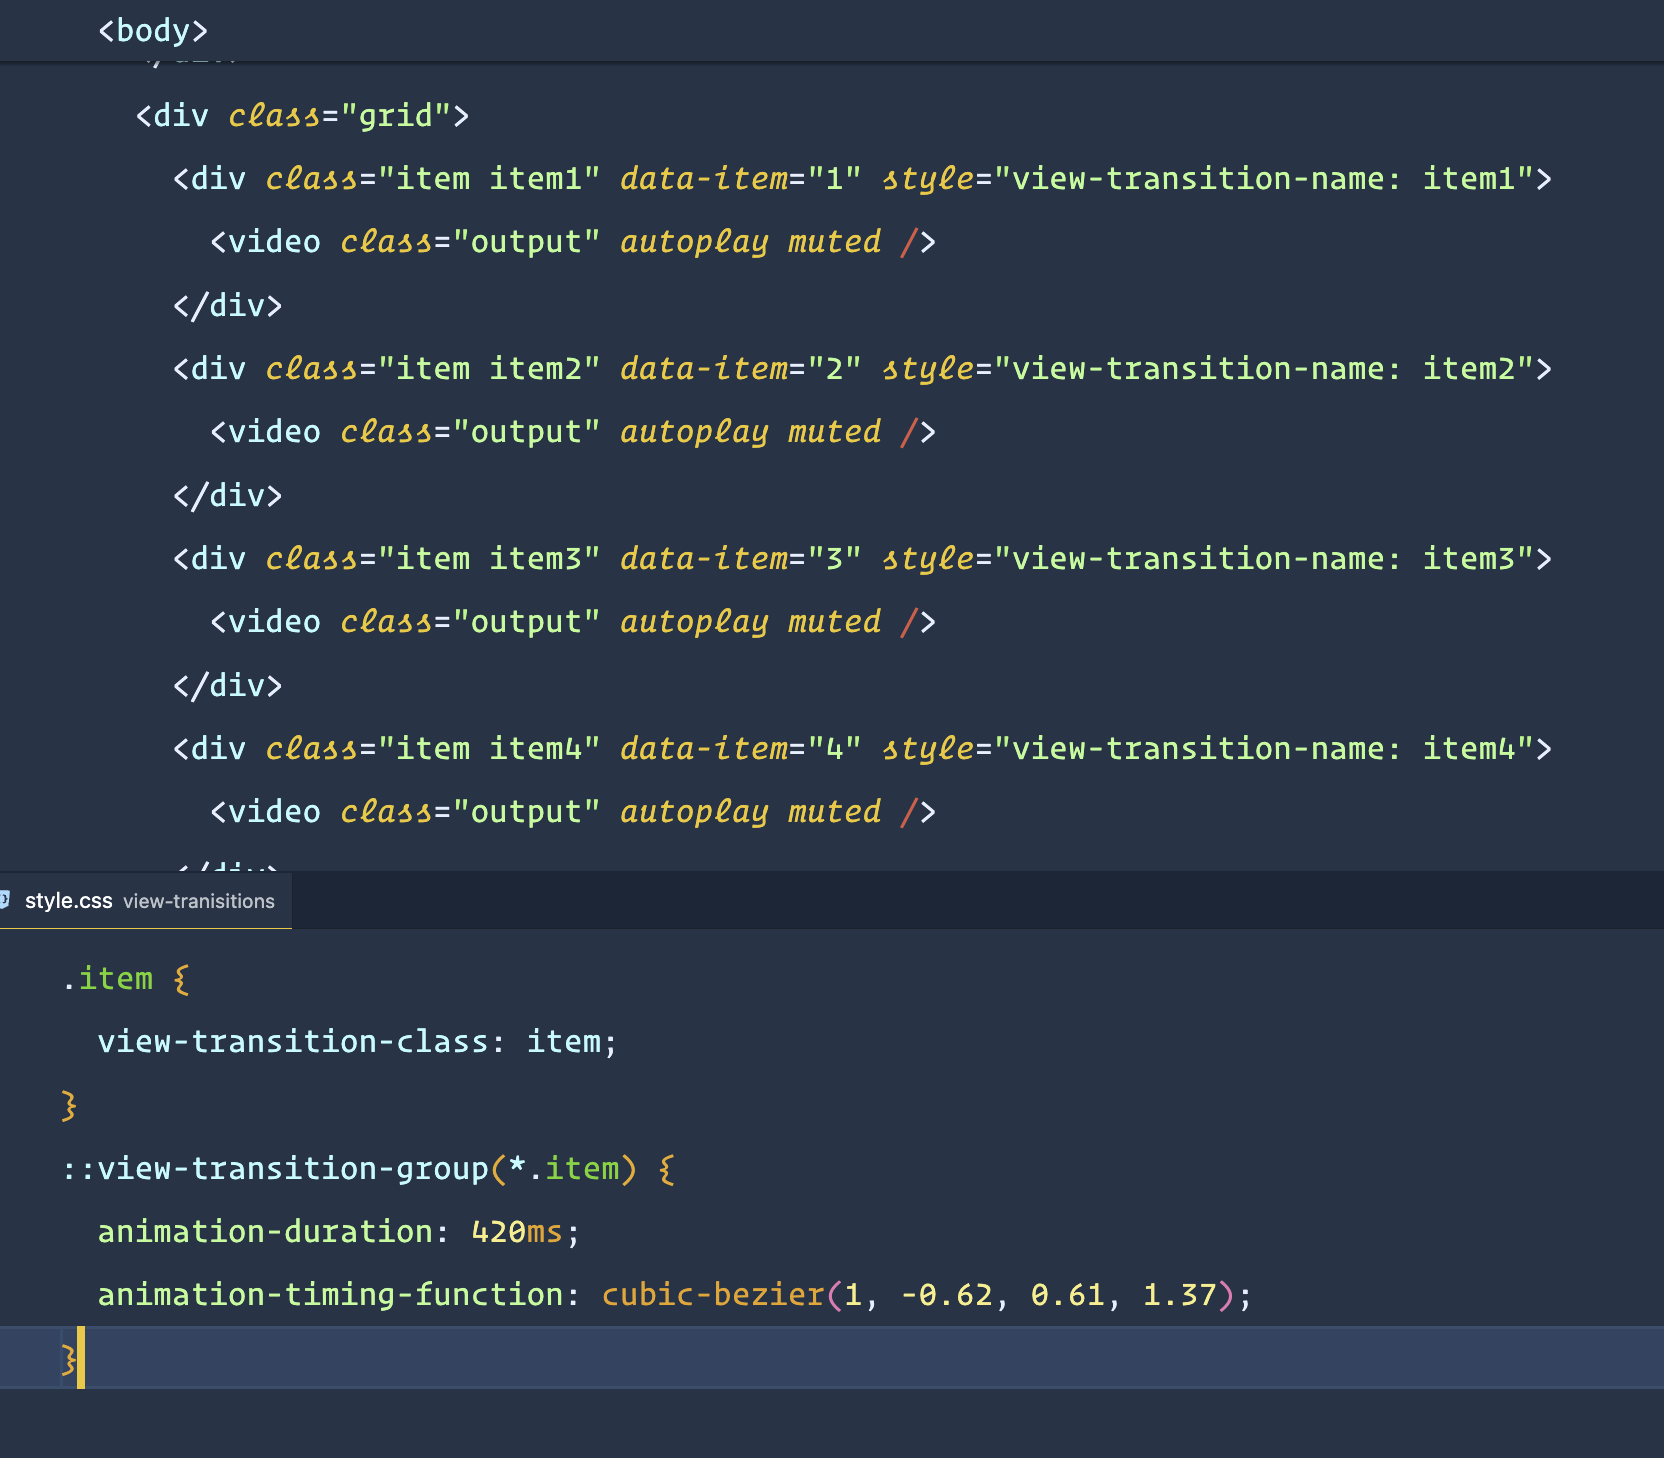 <body>
<div class="grid">
<div class="item item1" data-item="1" style="view-transition-name: item1">
<video class="output" autoplay muted />
</div>
<div class="item item2" data-item="2" style="view-transition-name: item2">
<video class="output" autoplay muted />
</div>
<div class="item item3" data-item="3" style="view-transition-name: item3">
<video class="output" autoplay muted />
</div>
<div class="item item4" data-item="4" style="view-transition-name: item4">
<video class="output" autoplay muted />
</div>
style.css view-tranisitions
.item {
view-transition-class: item;
}
::view-transition-group(*.item) {
animation-duration: 420ms;
animation-timing-function: cubic-bezier(1, -0.62, 0.61, 1.37);
}